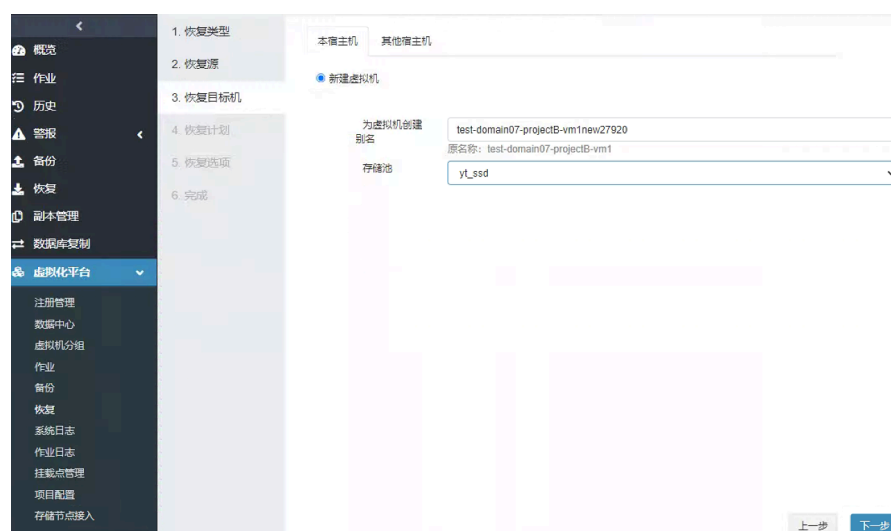 概览
作业
历史
警报
备份
恢复
副本管理
数据库复制
虚拟化平台
注册管理
数据中心
虚拟机分组
作业
备份
恢复
系统日志
作业日志
挂载点管理
项目配置
存储节点接入
1. 恢复类型
2. 恢复源
3. 恢复目标机
4. 恢复计划
5. 恢复选项
6. 完成
本宿主机 其他宿主机
新建虚拟机
为虚拟机创建
别名
test-domain07-projectB-vm1new27920
原名称：test-domain07-projectB-vm1
存储池
yt_ssd
上一步 下一步